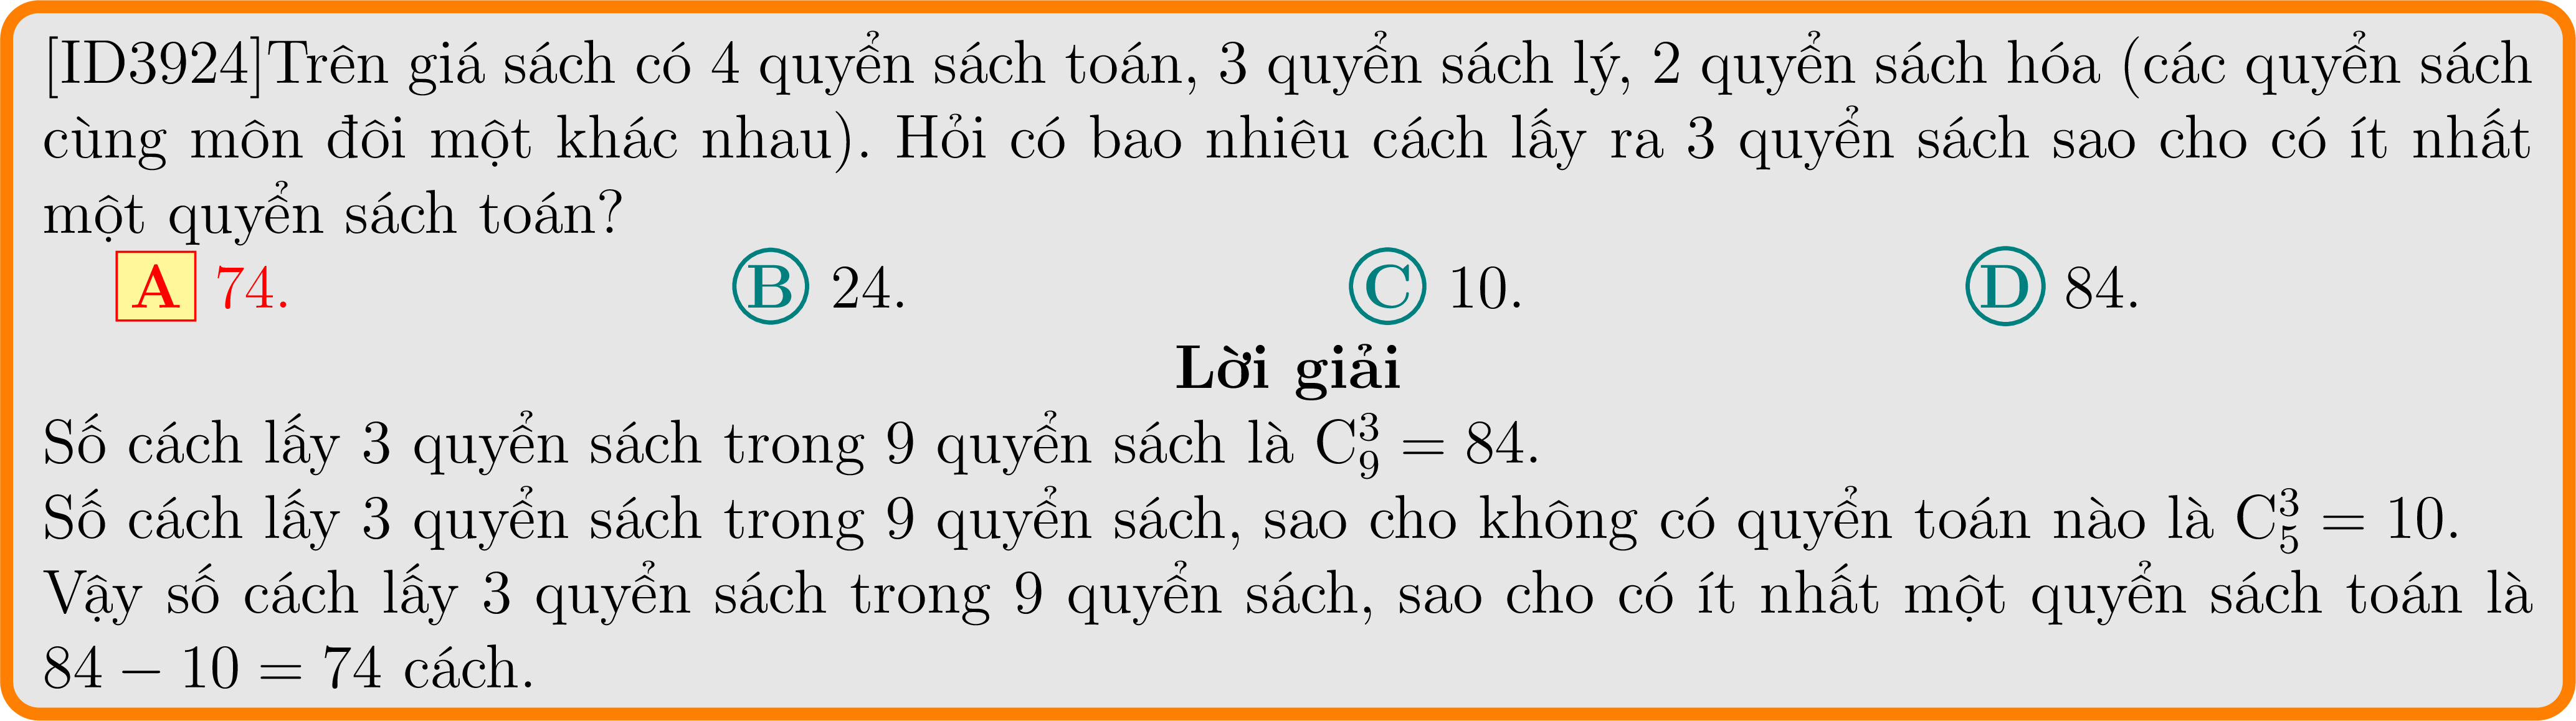 [ID3924]Trên giá sách có 4 quyển sách toán, 3 quyển sách lý, 2 quyển sách hóa (các quyển sách
cùng môn đôi một khác nhau). Hỏi có bao nhiêu cách lấy ra 3 quyển sách sao cho có ít nhất
một quyển sách toán?
A 74. B 24. C 10. D 84.
Lời giải
Số cách lấy 3 quyển sách trong 9 quyển sách là C₉³ = 84.
Số cách lấy 3 quyển sách trong 9 quyển sách, sao cho không có quyển toán nào là C₅³ = 10.
Vậy số cách lấy 3 quyển sách trong 9 quyển sách, sao cho có ít nhất một quyển sách toán là
84 − 10 = 74 cách.